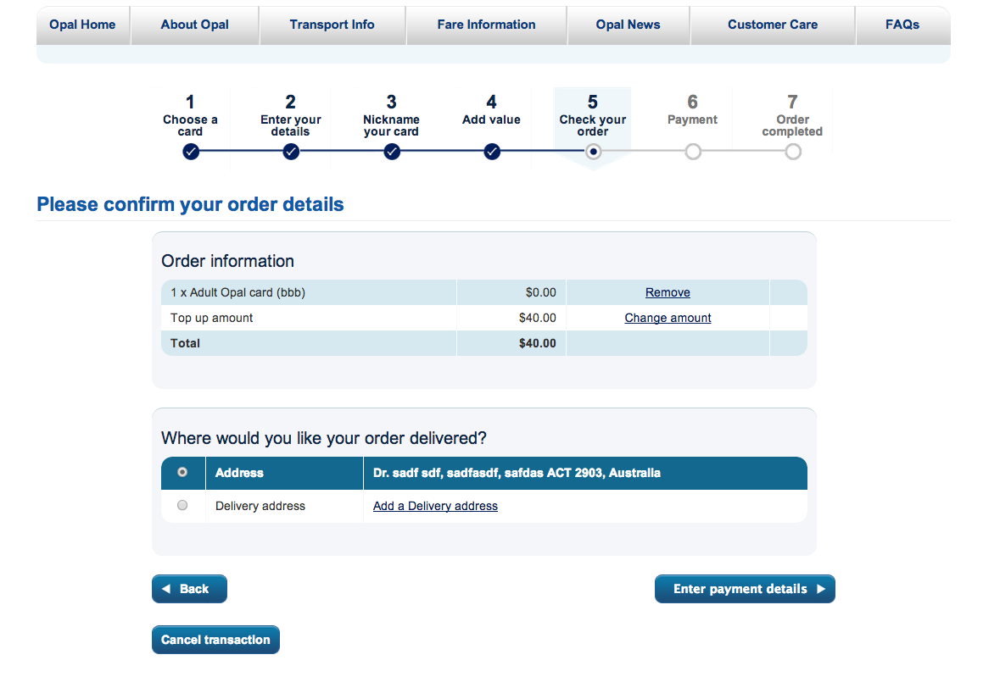 Opal Home About Opal Transport Info Fare Information Opal News Customer Care FAQs
1 2 3 4 5 6 7
Choose a Enter your Nickname Add value Check your Payment Order
card details your card order completed
Please confirm your order details
Order information
1 x Adult Opal card (bbb) $0.00 Remove
Top up amount $40.00 Change amount
Total $40.00
Where would you like your order delivered?
Address Dr. sadf sdf, sadfasdf, safdas ACT 2903, Australia
Delivery address Add a Delivery address
Back Enter payment details
Cancel transaction